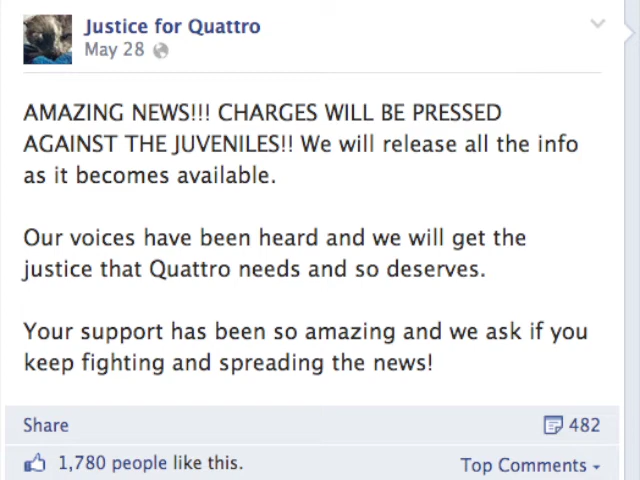 Justice for Quattro
May 28
AMAZING NEWS!!! CHARGES WILL BE PRESSED
AGAINST THE JUVENILES!! We will release all the info
as it becomes available.
Our voices have been heard and we will get the
justice that Quattro needs and so deserves.
Your support has been so amazing and we ask if you
keep fighting and spreading the news!
Share 482
1,780 people like this. Top Comments